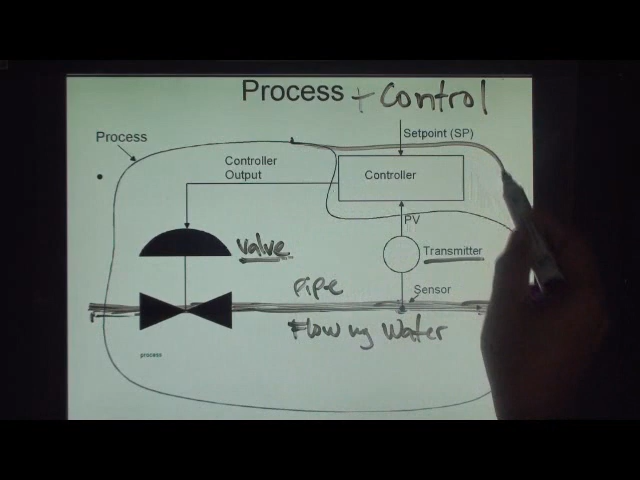 Process + Control
Setpoint (SP)
Process
Controller
Output
Controller
PV
valve
Transmitter
pipe
Sensor
Flowing Water
process